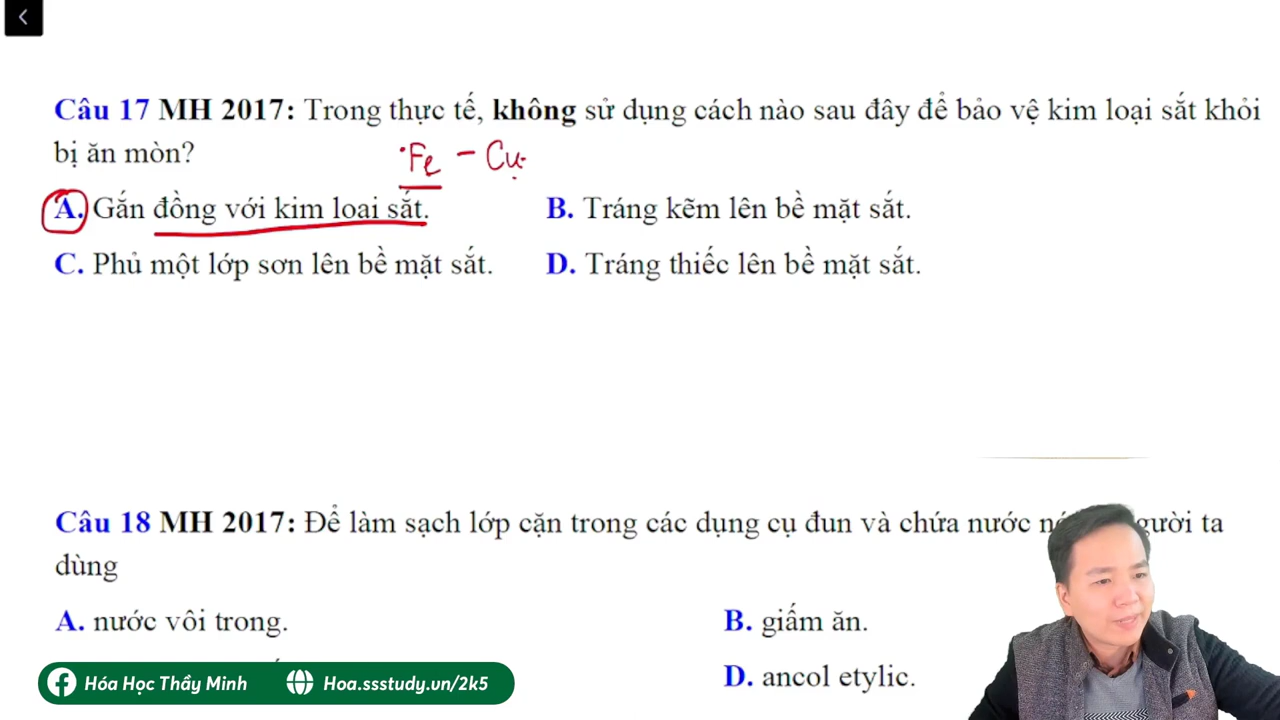 Câu 17 MH 2017: Trong thực tế, không sử dụng cách nào sau đây để bảo vệ kim loại sắt khỏi
bị ăn mòn?
Fe - Cu
A. Gắn đồng với kim loại sắt. B. Tráng kẽm lên bề mặt sắt.
C. Phủ một lớp sơn lên bề mặt sắt. D. Tráng thiếc lên bề mặt sắt.
Câu 18 MH 2017: Để làm sạch lớp cặn trong các dụng cụ đun và chứa nước người ta
dùng
A. nước vôi trong. B. giấm ăn.
D. ancol etylic.
Hóa Học Thầy Minh Hoa.ssstudy.vn/2k5